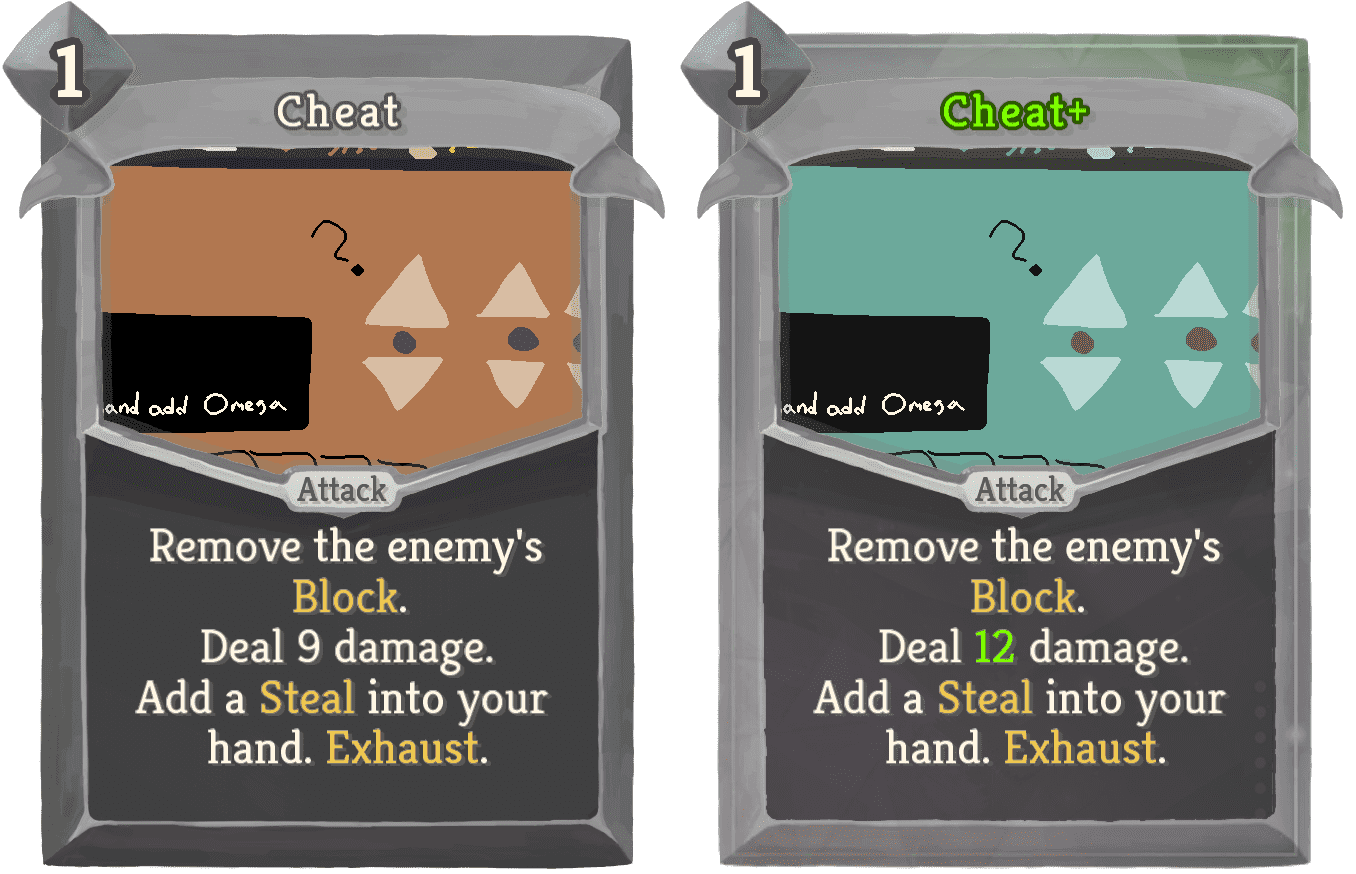 1
Cheat
?
and add Omega
Attack
Remove the enemy's
Block.
Deal 9 damage.
Add a Steal into your
hand. Exhaust.
1
Cheat+
?
and add Omega
Attack
Remove the enemy's
Block.
Deal 12 damage.
Add a Steal into your
hand. Exhaust.